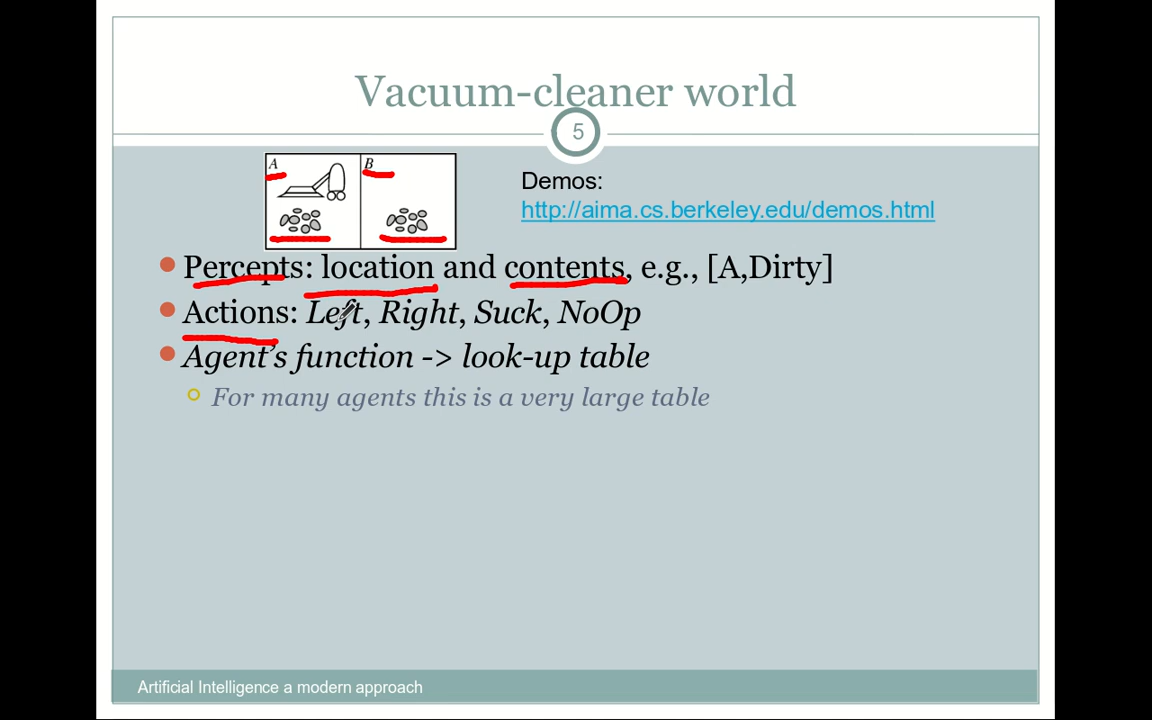 Vacuum-cleaner world
5
A
B
Demos:
http://aima.cs.berkeley.edu/demos.html
Percepts: location and contents, e.g., [A,Dirty]
Actions: Left, Right, Suck, NoOp
Agent's function -> look-up table
For many agents this is a very large table
Artificial Intelligence a modern approach